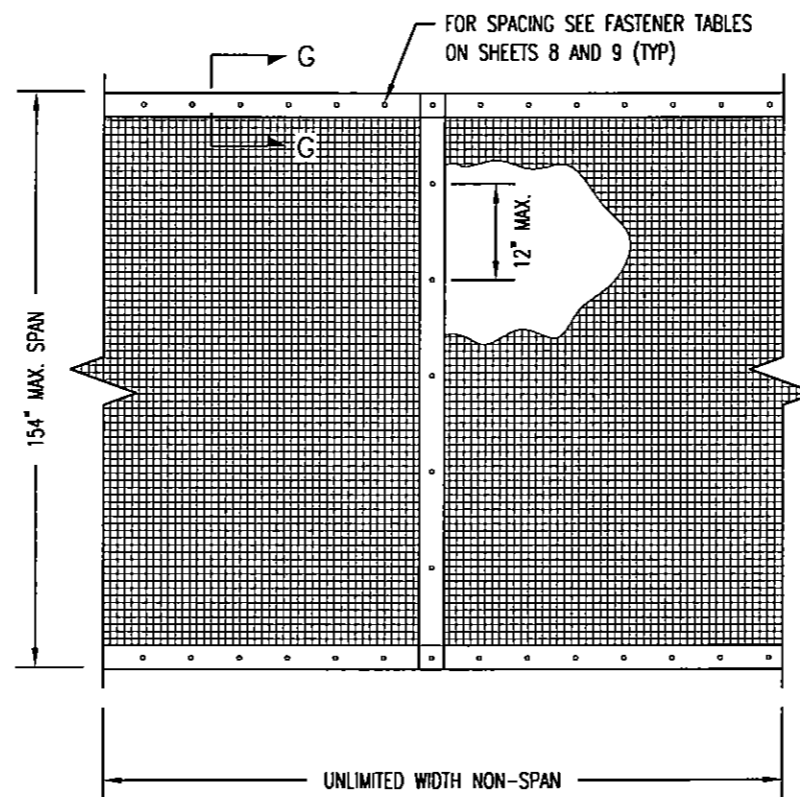 FOR SPACING SEE FASTENER TABLES
ON SHEETS 8 AND 9 (TYP)
G
G
12" MAX.
154" MAX. SPAN
UNLIMITED WIDTH NON-SPAN